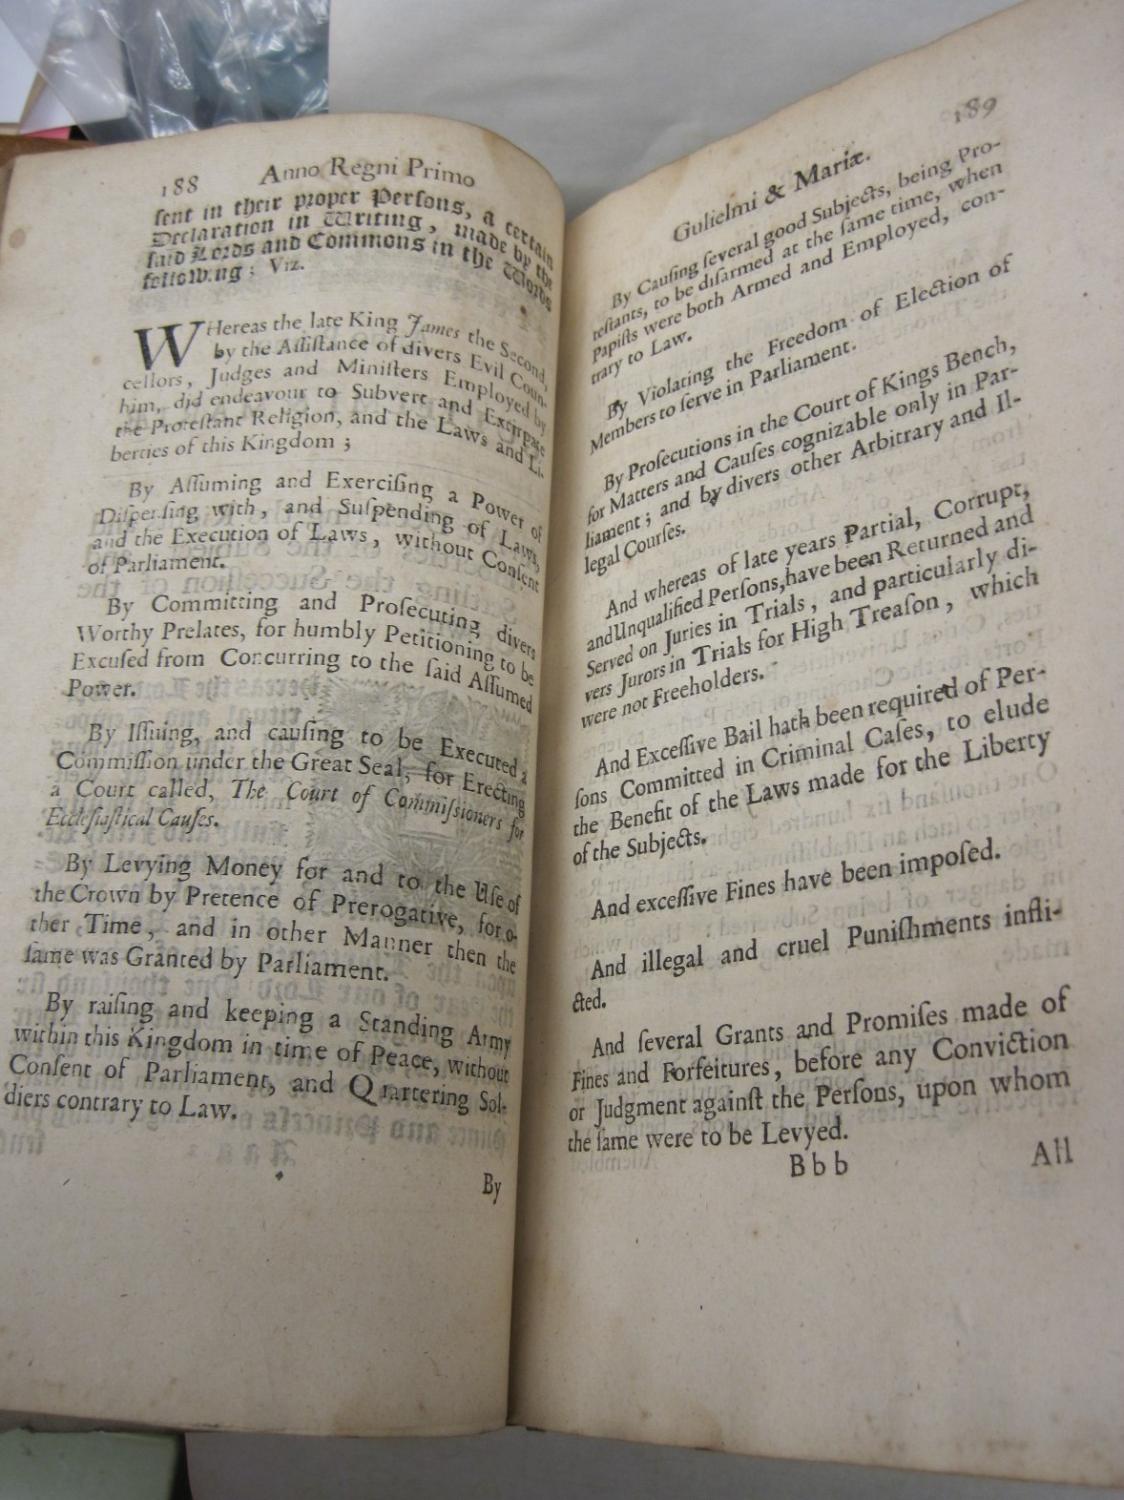 188 Anno Regni Primo
ſent in their proper Perſons, a certain
Declaration in Writing, made by the
ſaid Lords and Commons in the Words
following; Viz.
WHereas the late King James the Second,
by the Aſſiſtance of divers Evil Coun-
cellors, Judges and Miniſters Employed by
him, did endeavour to Subvert and Extirpate
the Proteſtant Religion, and the Laws and Li-
berties of this Kingdom;
By Aſſuming and Exerciſing a Power of
Diſpenſing with, and Suſpending of Laws,
and the Execution of Laws, without Conſent
of Parliament.
By Committing and Proſecuting divers
Worthy Prelates, for humbly Petitioning to be
Excuſed from Concurring to the ſaid Aſſumed
Power.
By Iſſuing, and cauſing to be Executed a
Commiſſion under the Great Seal, for Erecting
a Court called, The Court of Commiſſioners for
Eccleſiaſtical Cauſes.
By Levying Money for and to the Uſe of
the Crown by Pretence of Prerogative, for o-
ther Time, and in other Manner then the
ſame was Granted by Parliament.
By raiſing and keeping a Standing Army
within this Kingdom in time of Peace, without
Conſent of Parliament, and Quartering Sol-
diers contrary to Law.
By
Gulielmi & Mariæ. 189
By Cauſing ſeveral good Subjects, being Pro-
teſtants, to be diſarmed at the ſame time, when
Papiſts were both Armed and Employed, con-
trary to Law.
By Violating the Freedom of Election of
Members to ſerve in Parliament.
By Proſecutions in the Court of Kings Bench,
for Matters and Cauſes cognizable only in Par-
liament; and by divers other Arbitrary and Il-
legal Courſes.
And whereas of late years Partial, Corrupt,
and Unqualified Perſons, have been Returned and
Served on Juries in Trials, and particularly di-
vers Jurors in Trials for High Treaſon, which
were not Freeholders.
And Exceſſive Bail hath been required of Per-
ſons Committed in Criminal Caſes, to elude
the Benefit of the Laws made for the Liberty
of the Subjects.
And exceſſive Fines have been impoſed.
And illegal and cruel Puniſhments infli-
cted.
And ſeveral Grants and Promiſes made of
Fines and Forfeitures, before any Conviction
or Judgment againſt the Perſons, upon whom
the ſame were to be Levyed.
Bbb All